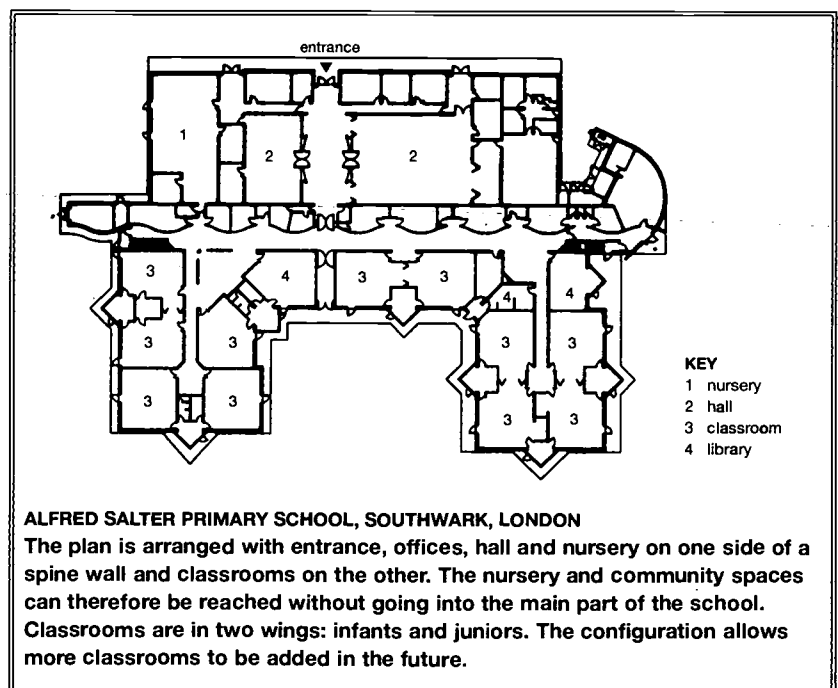 entrance
1
2
2
3
4
3
3
4
4
3
3
3
3
3
3
3
3
KEY
1 nursery
2 hall
3 classroom
4 library
ALFRED SALTER PRIMARY SCHOOL, SOUTHWARK, LONDON
The plan is arranged with entrance, offices, hall and nursery on one side of a
spine wall and classrooms on the other. The nursery and community spaces
can therefore be reached without going into the main part of the school.
Classrooms are in two wings: infants and juniors. The configuration allows
more classrooms to be added in the future.